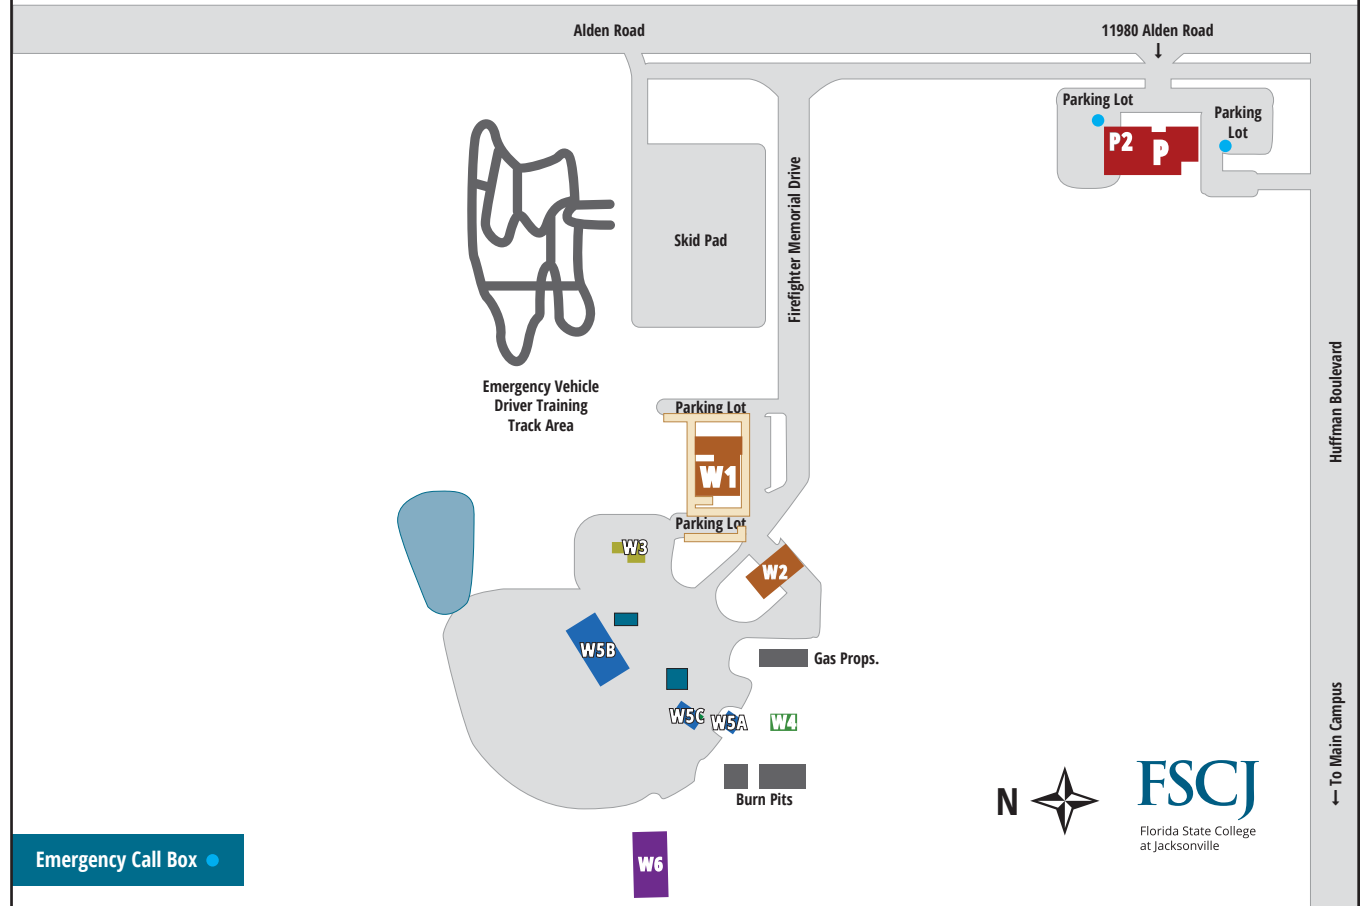 Alden Road
11980 Alden Road
Parking Lot
Parking
Lot
P2
P
Skid Pad
Firefighter Memorial Drive
Huffman Boulevard
Emergency Vehicle
Driver Training
Track Area
Parking Lot
W1
Parking Lot
W3
W2
W5B
Gas Props.
W5C
W5A
W4
Burn Pits
To Main Campus
N
FSCJ
Florida State College
at Jacksonville
Emergency Call Box
W6